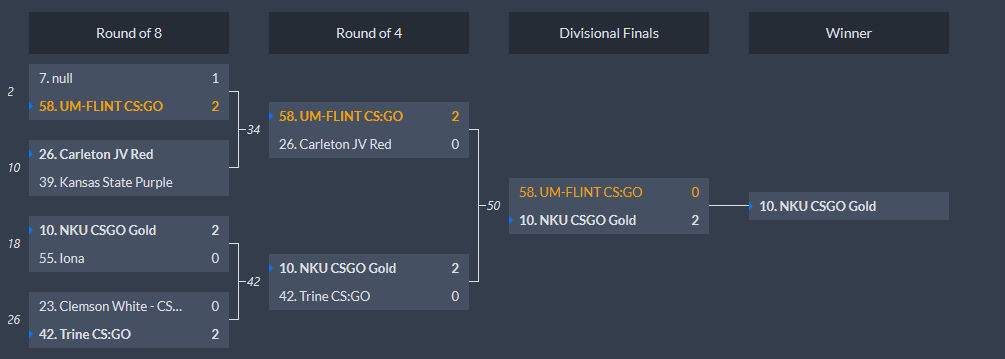 Round of 8
Round of 4
Divisional Finals
Winner
2
7. null 1
58. UM-FLINT CS:GO 2
10
26. Carleton JV Red
39. Kansas State Purple
18
10. NKU CSGO Gold 2
55. Iona 0
26
23. Clemson White - CS... 0
42. Trine CS:GO 2
34
58. UM-FLINT CS:GO 2
26. Carleton JV Red 0
42
10. NKU CSGO Gold 2
42. Trine CS:GO 0
50
58. UM-FLINT CS:GO 0
10. NKU CSGO Gold 2
10. NKU CSGO Gold